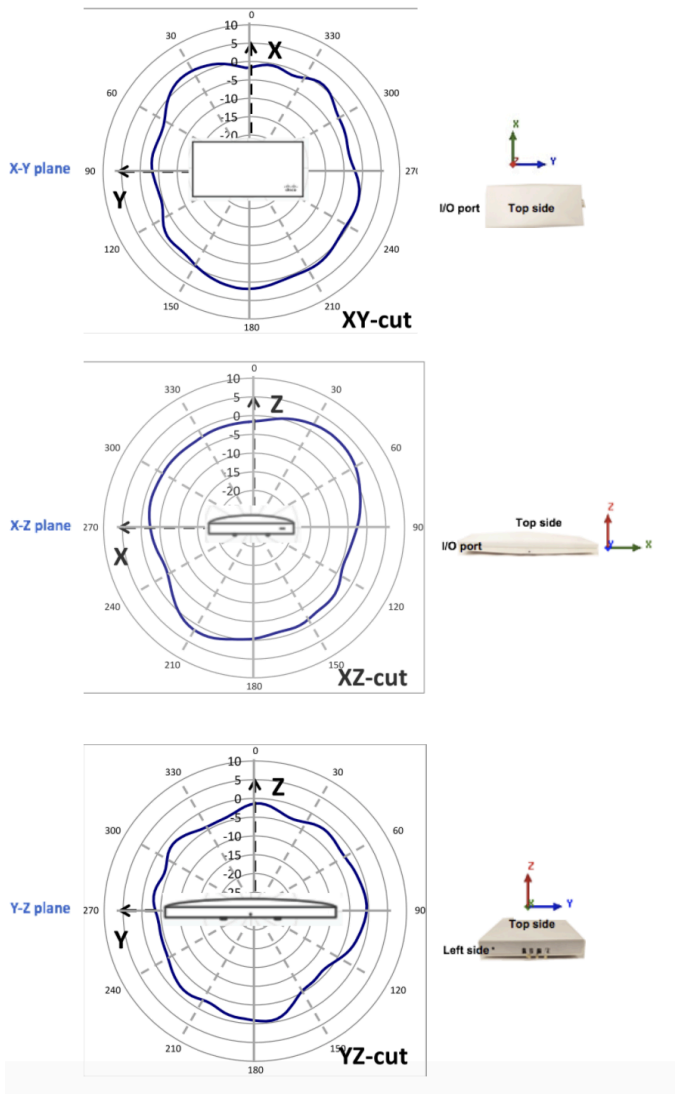 0
30
330
10
5
0
-5
-10
-15
-20
X
60
300
X-Y plane
90
Y
27
120
240
150
210
180
XY-cut
X
Z
Y
I/O port
Top side
0
330
30
10
5
0
-5
-10
-15
-20
Z
300
60
X-Z plane
270
90
X
240
120
210
150
180
XZ-cut
Top side
Z
I/O port
Y
X
0
330
30
10
5
0
-5
-10
-15
-20
-25
Z
300
60
Y-Z plane
270
90
Y
240
120
210
15
180
YZ-cut
Z
X
Y
Top side
Left side*